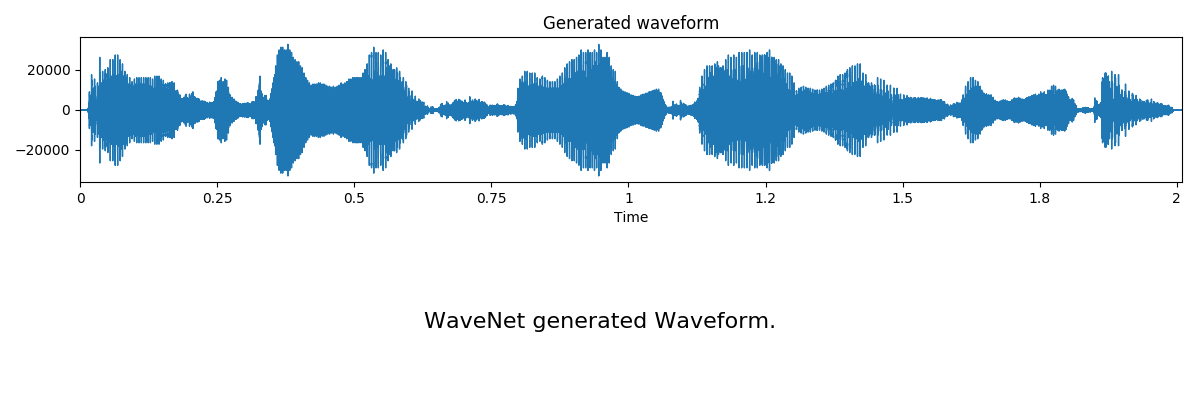 Generated waveform
20000
0
−20000
0 0.25 0.5 0.75 1 1.2 1.5 1.8 2
Time
WaveNet generated Waveform.